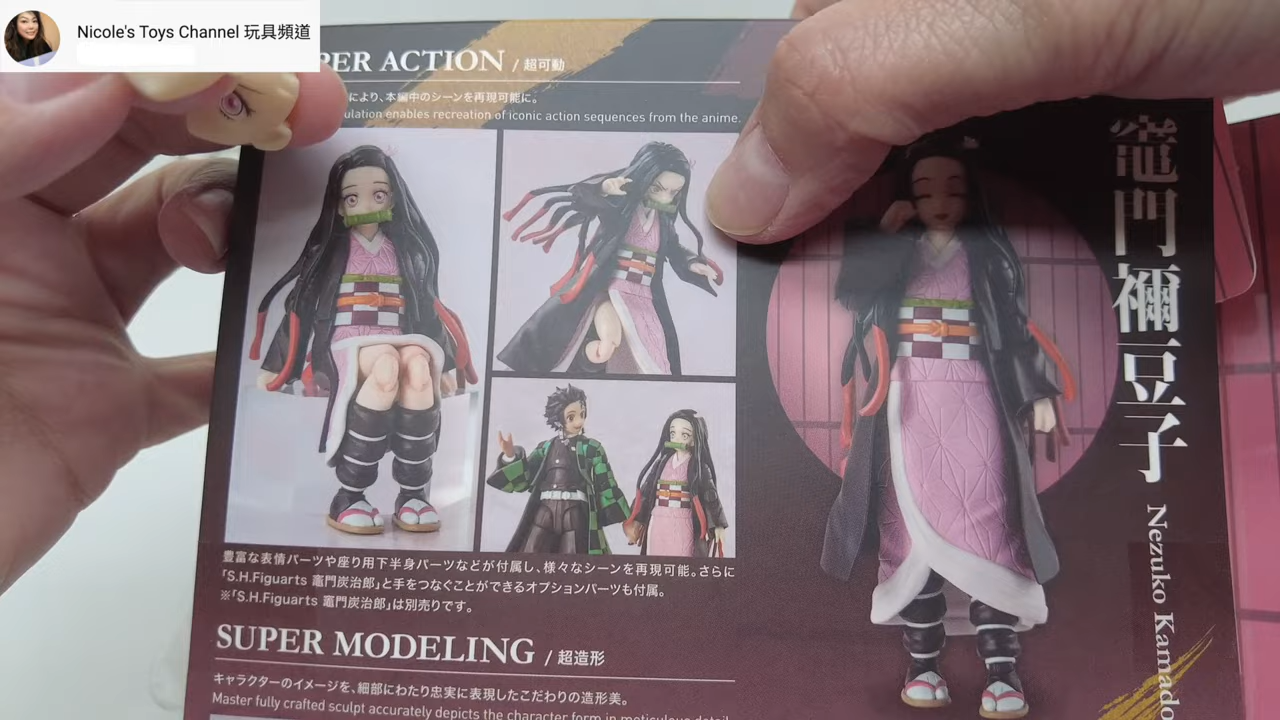 Nicole's Toys Channel 玩具頻道
PER ACTION / 超可動
により、本編中のシーンを再現可能に。
ulation enables recreation of iconic action sequences from the anime.
豊富な表情パーツや座り用下半身パーツなどが付属し、様々なシーンを再現可能。さらに
「S.H.Figuarts 竈門炭治郎」と手をつなぐことができるオプションパーツも付属。
※「S.H.Figuarts 竈門炭治郎」は別売りです。
SUPER MODELING / 超造形
キャラクターのイメージを、細部にわたり忠実に表現したこだわりの造形美。
Master fully crafted sculpt accurately depicts the character form in meticulous detail.
竈門禰豆子
Nezuko Kamado